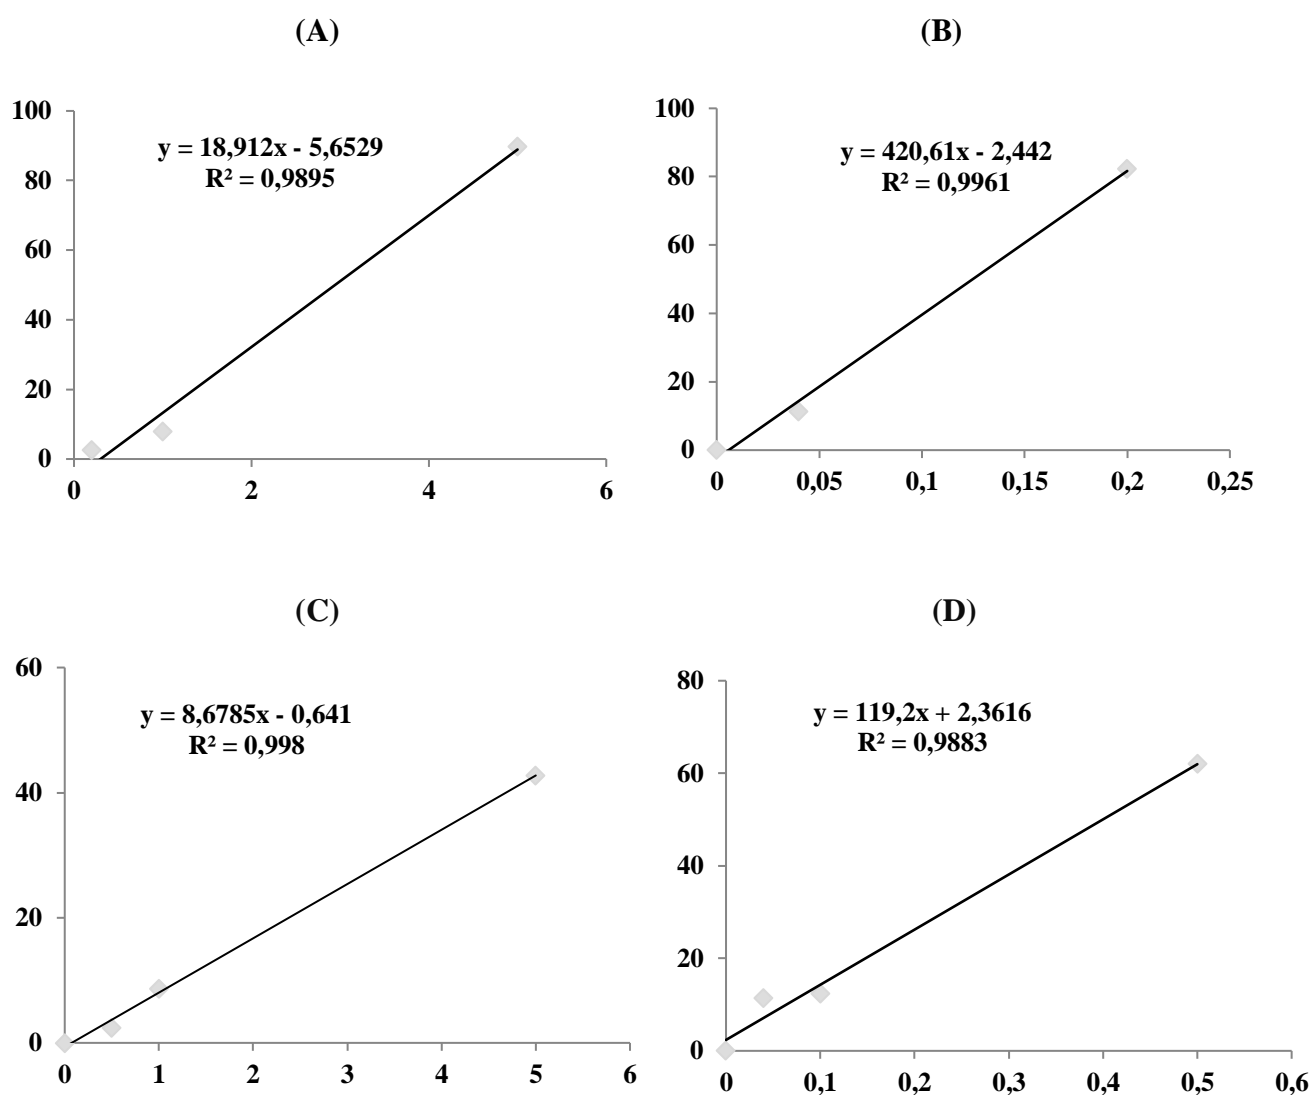 (A)
y = 18,912x - 5,6529
R² = 0,9895
100
80
60
40
20
0
0 2 4 6
(B)
y = 420,61x - 2,442
R² = 0,9961
100
80
60
40
20
0
0 0,05 0,1 0,15 0,2 0,25
(C)
y = 8,6785x - 0,641
R² = 0,998
60
40
20
0
0 1 2 3 4 5 6
(D)
y = 119,2x + 2,3616
R² = 0,9883
80
60
40
20
0
0 0,1 0,2 0,3 0,4 0,5 0,6